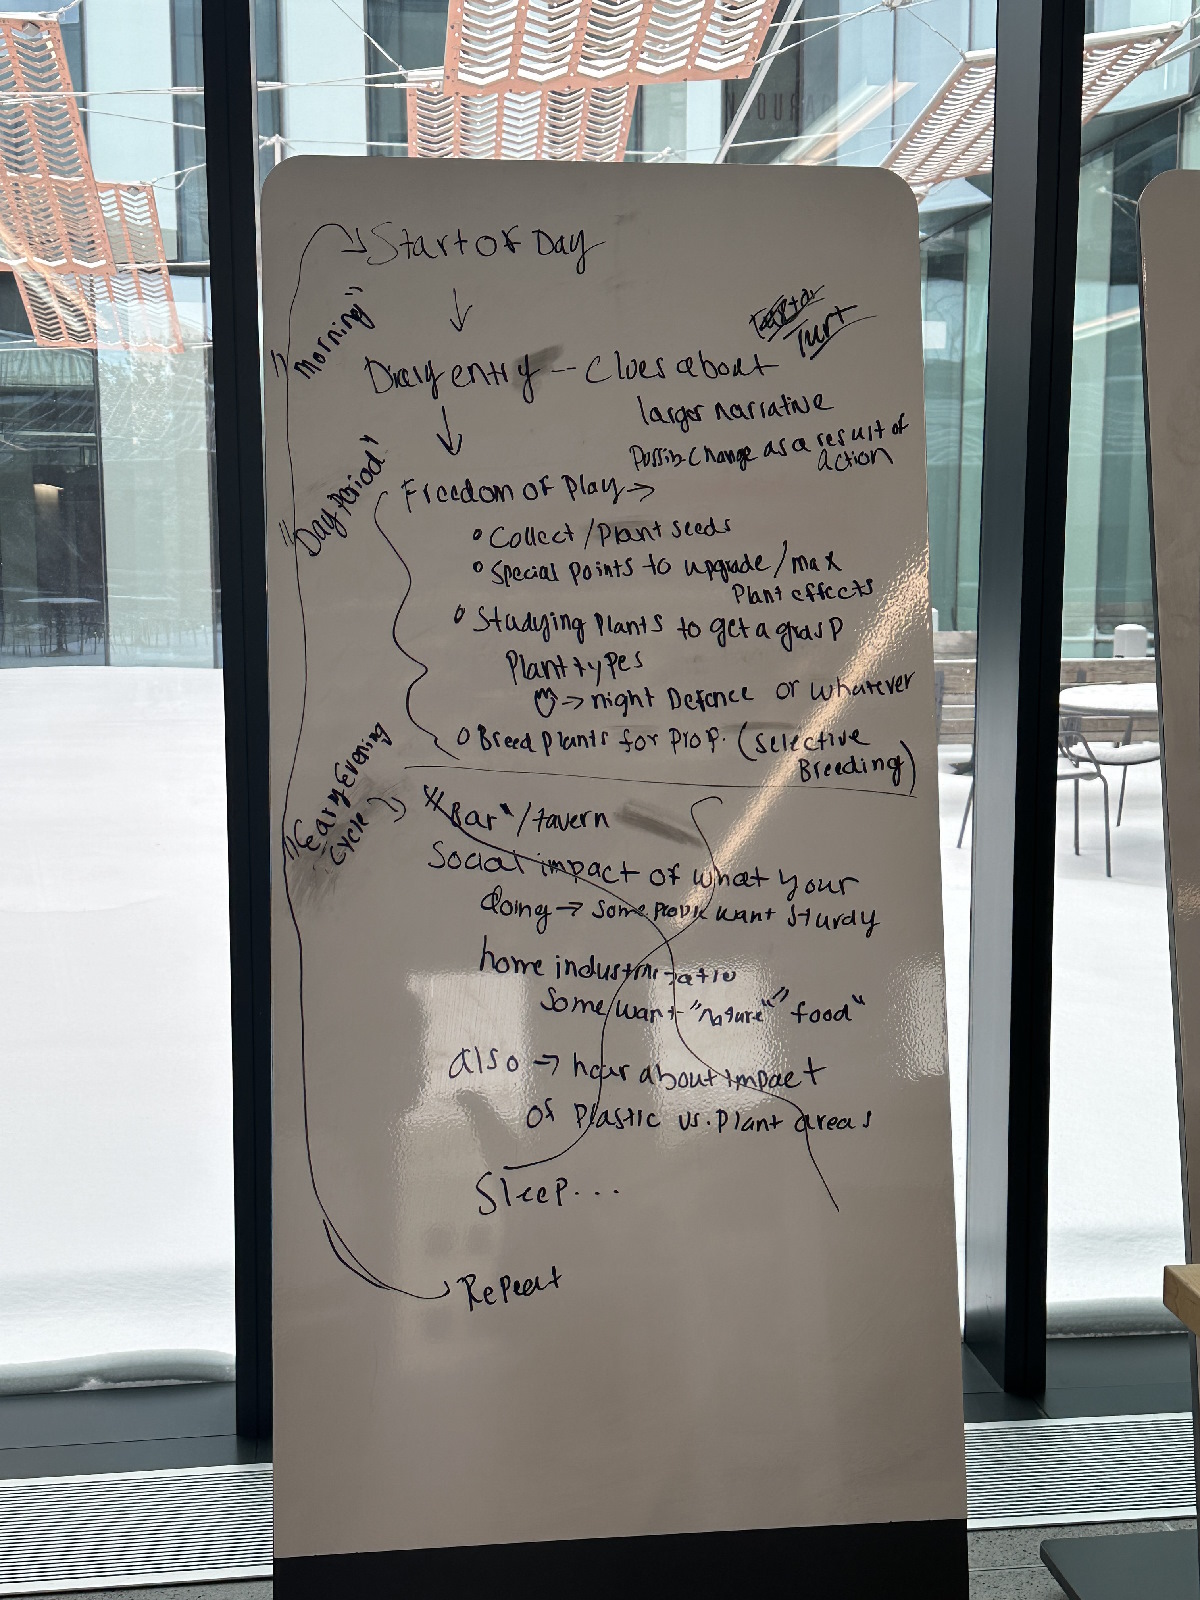 Start of Day
"Morning"
Diary entry -- Clues about
Turt
larger narrative
Possib. Change as a result of
action
"Day Period"
Freedom of Play →
• Collect / Plant seeds
• Special points to upgrade / max
Plant effects
• Studying Plants to get a grasp
Plant types
→ night Defence or whatever
• Breed Plants for Prop. (selective
Breeding)
"Early Evening
Cycle"
"Bar" / tavern
Social impact of what your
doing → some want sturdy
home
some want "nature" "food"
also → hear about impact
of Plastic vs. Plant areas
Sleep...
Repeat